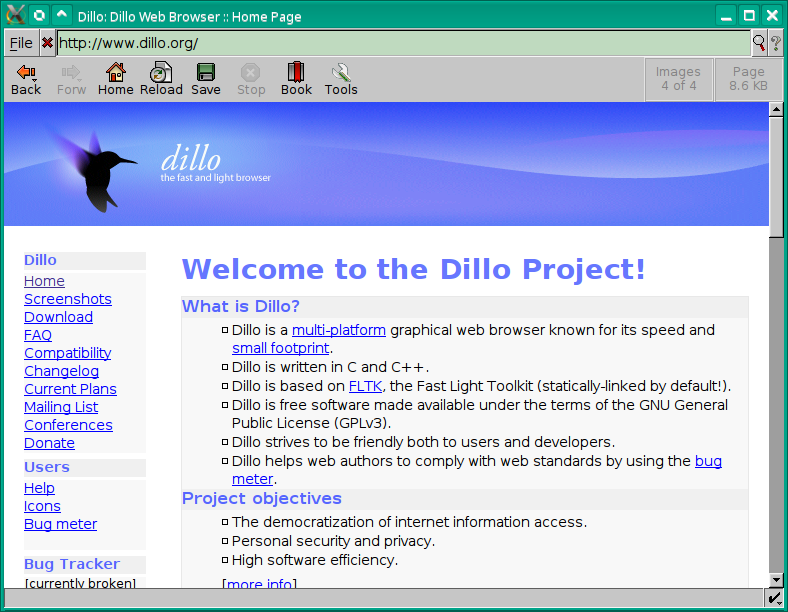 Dillo: Dillo Web Browser :: Home Page
File http://www.dillo.org/ ?
Back Forw Home Reload Save Stop Book Tools
Images
4 of 4
Page
8.6 KB
dillo
the fast and light browser
Dillo
Home
Screenshots
Download
FAQ
Compatibility
Changelog
Current Plans
Mailing List
Conferences
Donate
Users
Help
Icons
Bug meter
Bug Tracker
[currently broken]
Welcome to the Dillo Project!
What is Dillo?
Dillo is a multi-platform graphical web browser known for its speed and
small footprint.
Dillo is written in C and C++.
Dillo is based on FLTK, the Fast Light Toolkit (statically-linked by default!).
Dillo is free software made available under the terms of the GNU General
Public License (GPLv3).
Dillo strives to be friendly both to users and developers.
Dillo helps web authors to comply with web standards by using the bug
meter.
Project objectives
The democratization of internet information access.
Personal security and privacy.
High software efficiency.
[more info]